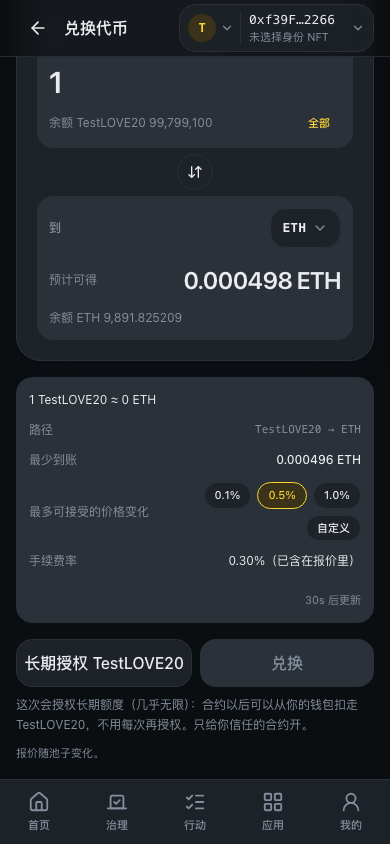 兑换代币
T
0xf39F…2266
未选择身份 NFT
1
余额 TestLOVE20 99,799,100
全部
到
ETH
预计可得
0.000498 ETH
余额 ETH 9,891.825209
1 TestLOVE20 ≈ 0 ETH
路径
TestLOVE20 → ETH
最少到账
0.000496 ETH
最多可接受的价格变化
0.1%
0.5%
1.0%
自定义
手续费率
0.30%（已含在报价里）
30s 后更新
长期授权 TestLOVE20
兑换
这次会授权长期额度（几乎无限）：合约以后可以从你的钱包扣走
TestLOVE20，不用每次再授权。只给你信任的合约开。
报价随池子变化。
首页
治理
行动
应用
我的